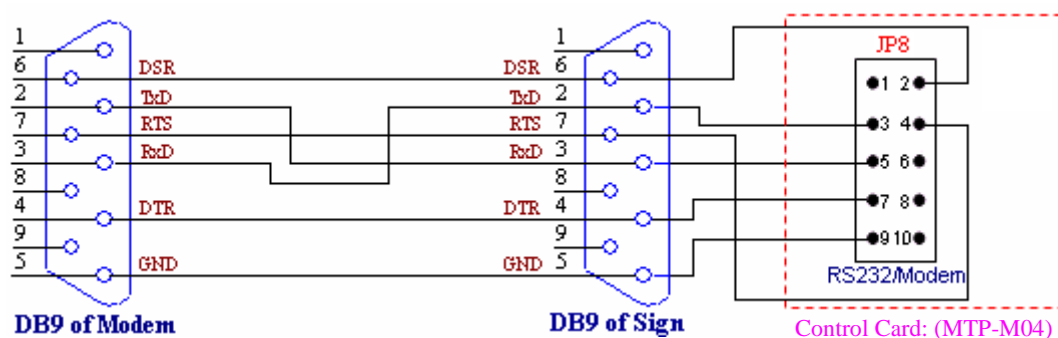 1
6 DSR
2 TxD
7 RTS
3 RxD
8
4 DTR
9
5 GND
DB9 of Modem
1
DSR 6
TxD 2
RTS 7
RxD 3
8
DTR 4
9
GND 5
DB9 of Sign
JP8
1 2
3 4
5 6
7 8
9 10
RS232/Modem
Control Card: (MTP-M04)